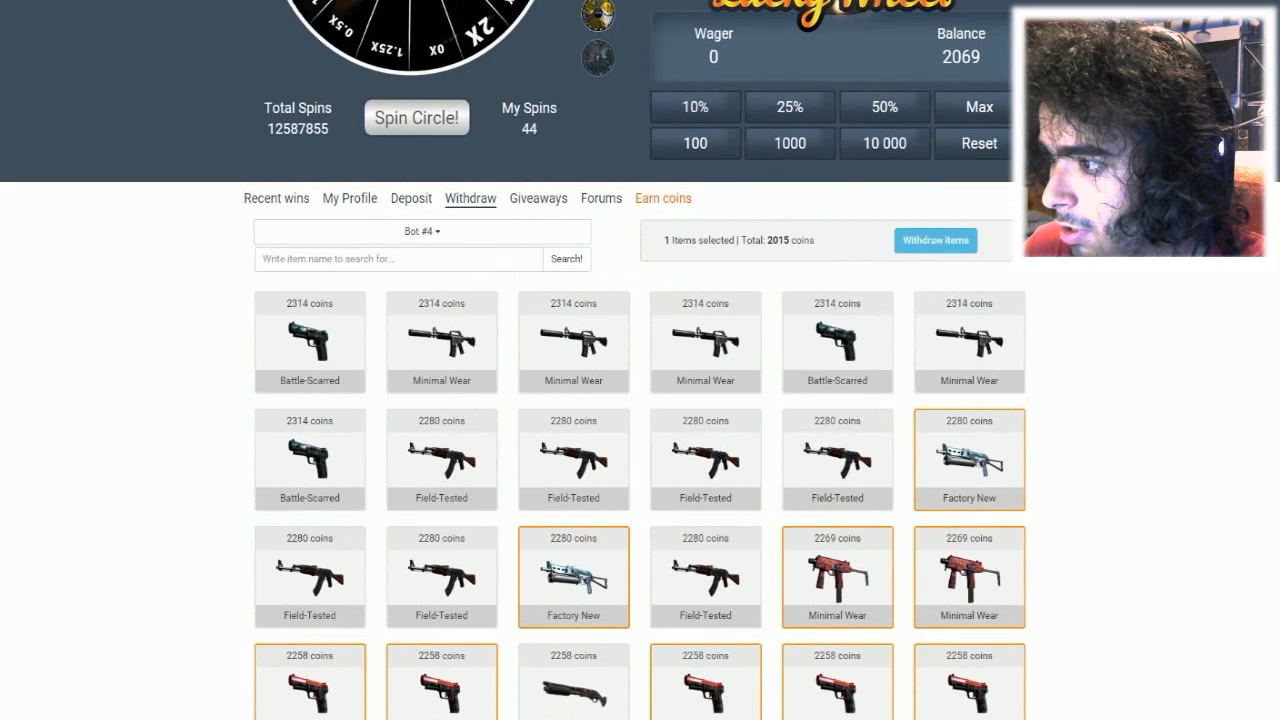 Lucky Wheel
0.5X
1.25X
0X
2X
Wager
0
Balance
2069
Total Spins
12587855
Spin Circle!
My Spins
44
10%
25%
50%
Max
100
1000
10 000
Reset
Recent wins
My Profile
Deposit
Withdraw
Giveaways
Forums
Earn coins
Bot #4
Write item name to search for...
Search!
1 Items selected | Total: 2015 coins
Withdraw items
2314 coins
2314 coins
2314 coins
2314 coins
2314 coins
2314 coins
Battle-Scarred
Minimal Wear
Minimal Wear
Minimal Wear
Battle-Scarred
Minimal Wear
2314 coins
2280 coins
2280 coins
2280 coins
2280 coins
2280 coins
Battle-Scarred
Field-Tested
Field-Tested
Field-Tested
Field-Tested
Factory New
2280 coins
2280 coins
2280 coins
2280 coins
2269 coins
2269 coins
Field-Tested
Field-Tested
Factory New
Field-Tested
Minimal Wear
Minimal Wear
2258 coins
2258 coins
2258 coins
2258 coins
2258 coins
2258 coins